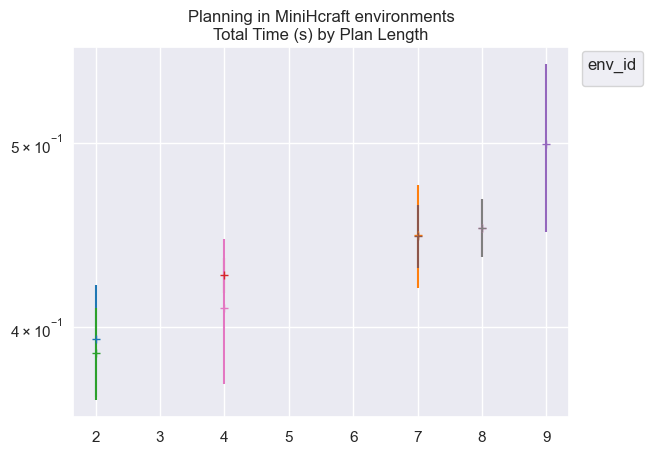 Planning in MiniHcraft environments
Total Time (s) by Plan Length
env_id
5 × 10⁻¹
4 × 10⁻¹
2 3 4 5 6 7 8 9